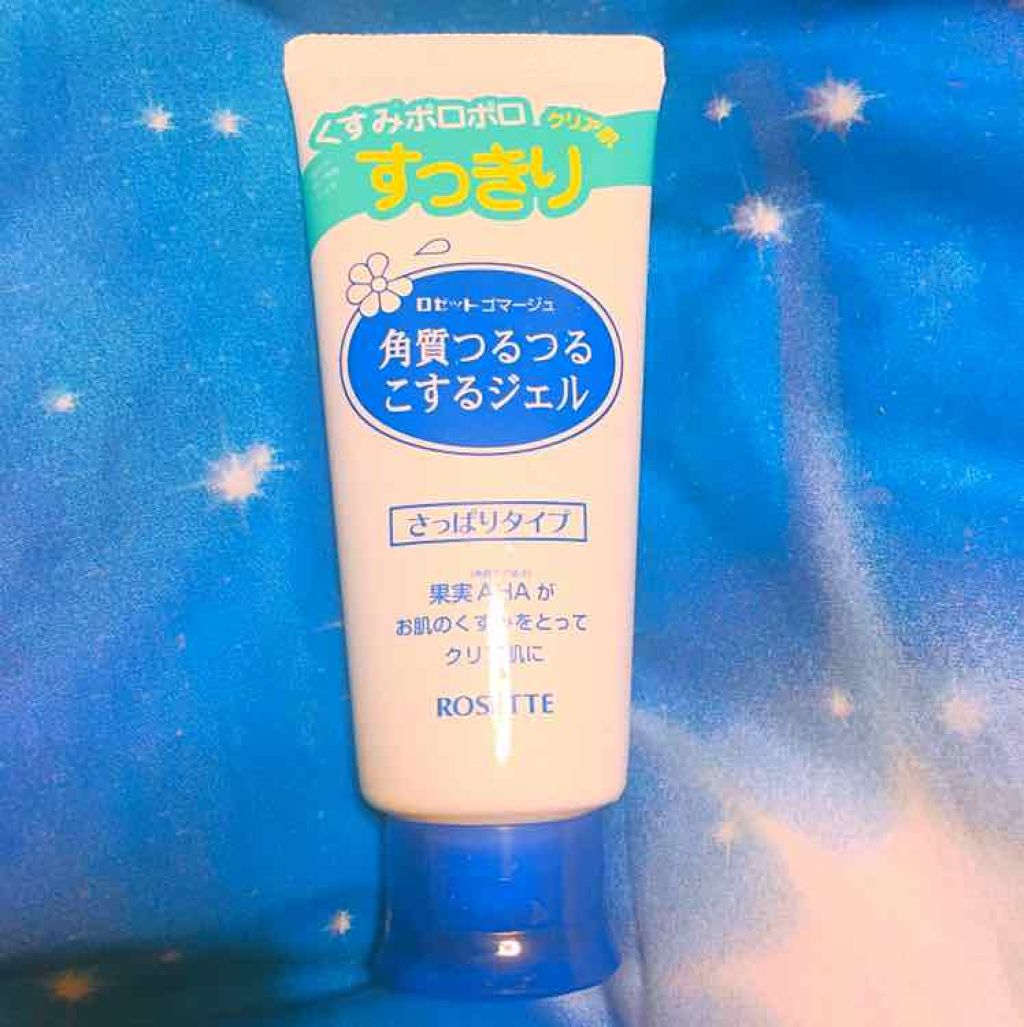 くすみポロポロ クリア肌
すっきり
ロゼット ゴマージュ
角質つるつる
こするジェル
さっぱりタイプ
果実AHAが
お肌のくすみをとって
クリア肌に
ROSETTE